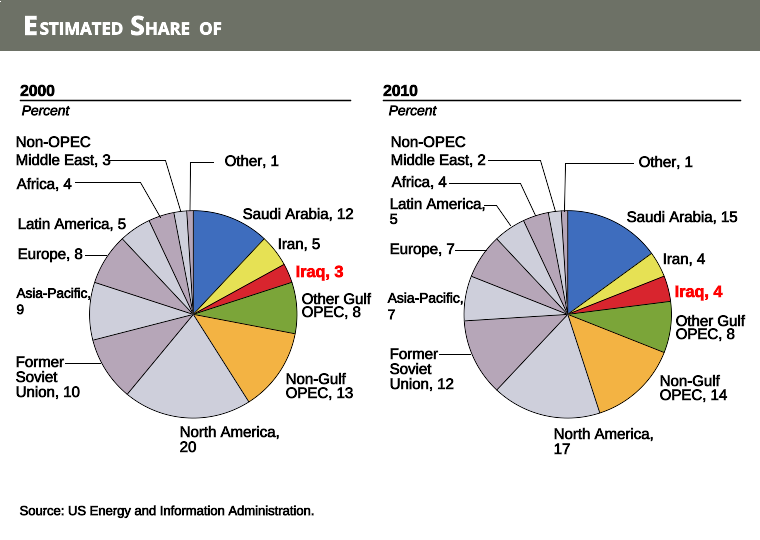 ESTIMATED SHARE OF
2000
Percent
Non-OPEC
Middle East, 3
Other, 1
Africa, 4
Latin America, 5
Saudi Arabia, 12
Iran, 5
Europe, 8
Iraq, 3
Asia-Pacific,
9
Other Gulf
OPEC, 8
Former
Soviet
Union, 10
Non-Gulf
OPEC, 13
North America,
20
2010
Percent
Non-OPEC
Middle East, 2
Other, 1
Africa, 4
Latin America,
5
Saudi Arabia, 15
Europe, 7
Iran, 4
Iraq, 4
Asia-Pacific,
7
Other Gulf
OPEC, 8
Former
Soviet
Union, 12
Non-Gulf
OPEC, 14
North America,
17
Source: US Energy and Information Administration.